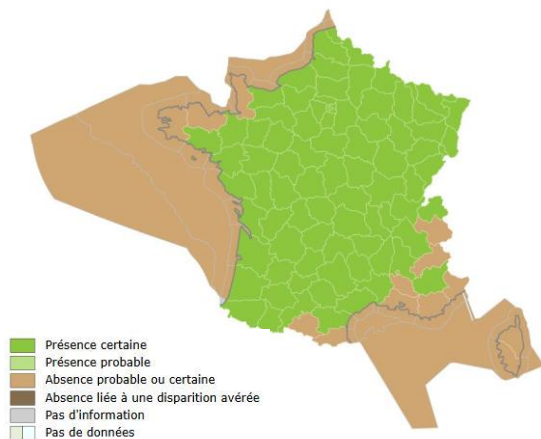 Présence certaine
Présence probable
Absence probable ou certaine
Absence liée à une disparition avérée
Pas d'information
Pas de données